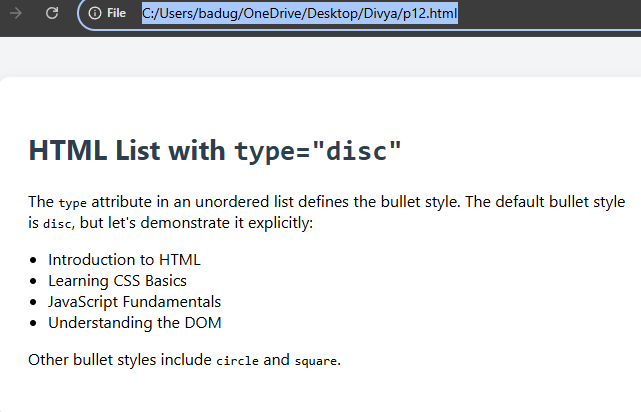 File C:/Users/badug/OneDrive/Desktop/Divya/p12.html
HTML List with type="disc"
The type attribute in an unordered list defines the bullet style. The default bullet style
is disc, but let's demonstrate it explicitly:
• Introduction to HTML
• Learning CSS Basics
• JavaScript Fundamentals
• Understanding the DOM
Other bullet styles include circle and square.